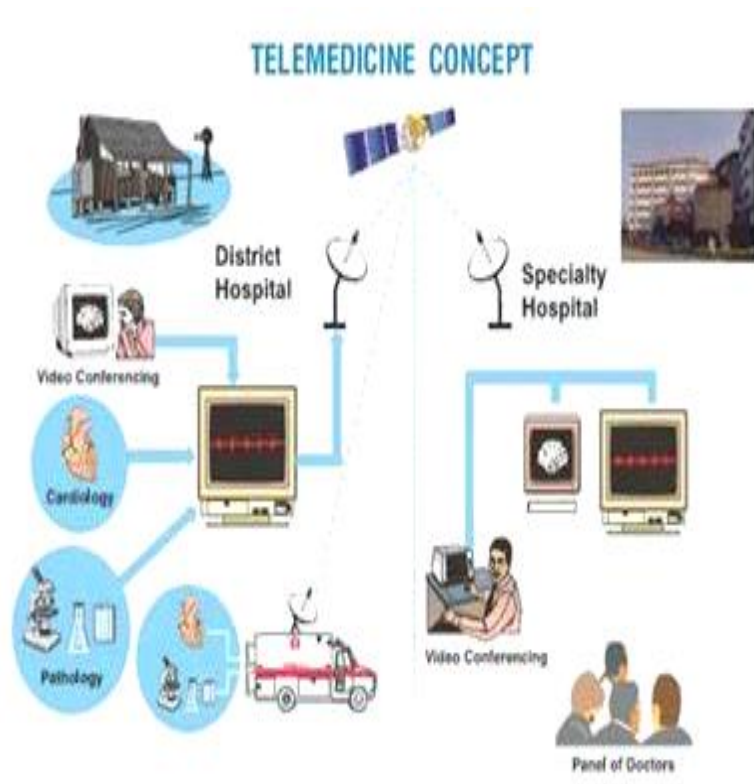 TELEMEDICINE CONCEPT
District
Hospital
Specialty
Hospital
Video Conferencing
Cardiology
Pathology
Video Conferencing
Panel of Doctors